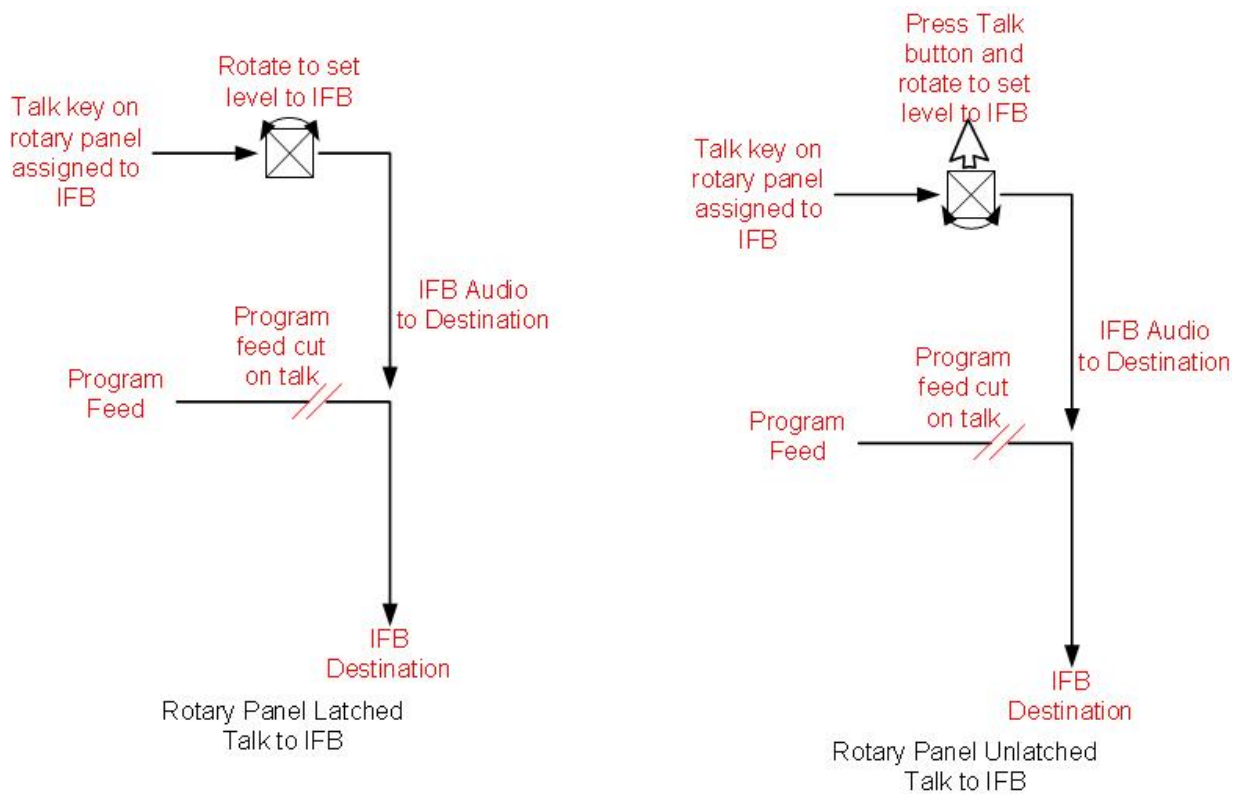 Rotate to set
level to IFB
Talk key on
rotary panel
assigned to
IFB
IFB Audio
to Destination
Program
feed cut
on talk
Program
Feed
IFB
Destination
Rotary Panel Latched
Talk to IFB
Press Talk
button and
rotate to set
level to IFB
Talk key on
rotary panel
assigned to
IFB
IFB Audio
to Destination
Program
feed cut
on talk
Program
Feed
IFB
Destination
Rotary Panel Unlatched
Talk to IFB